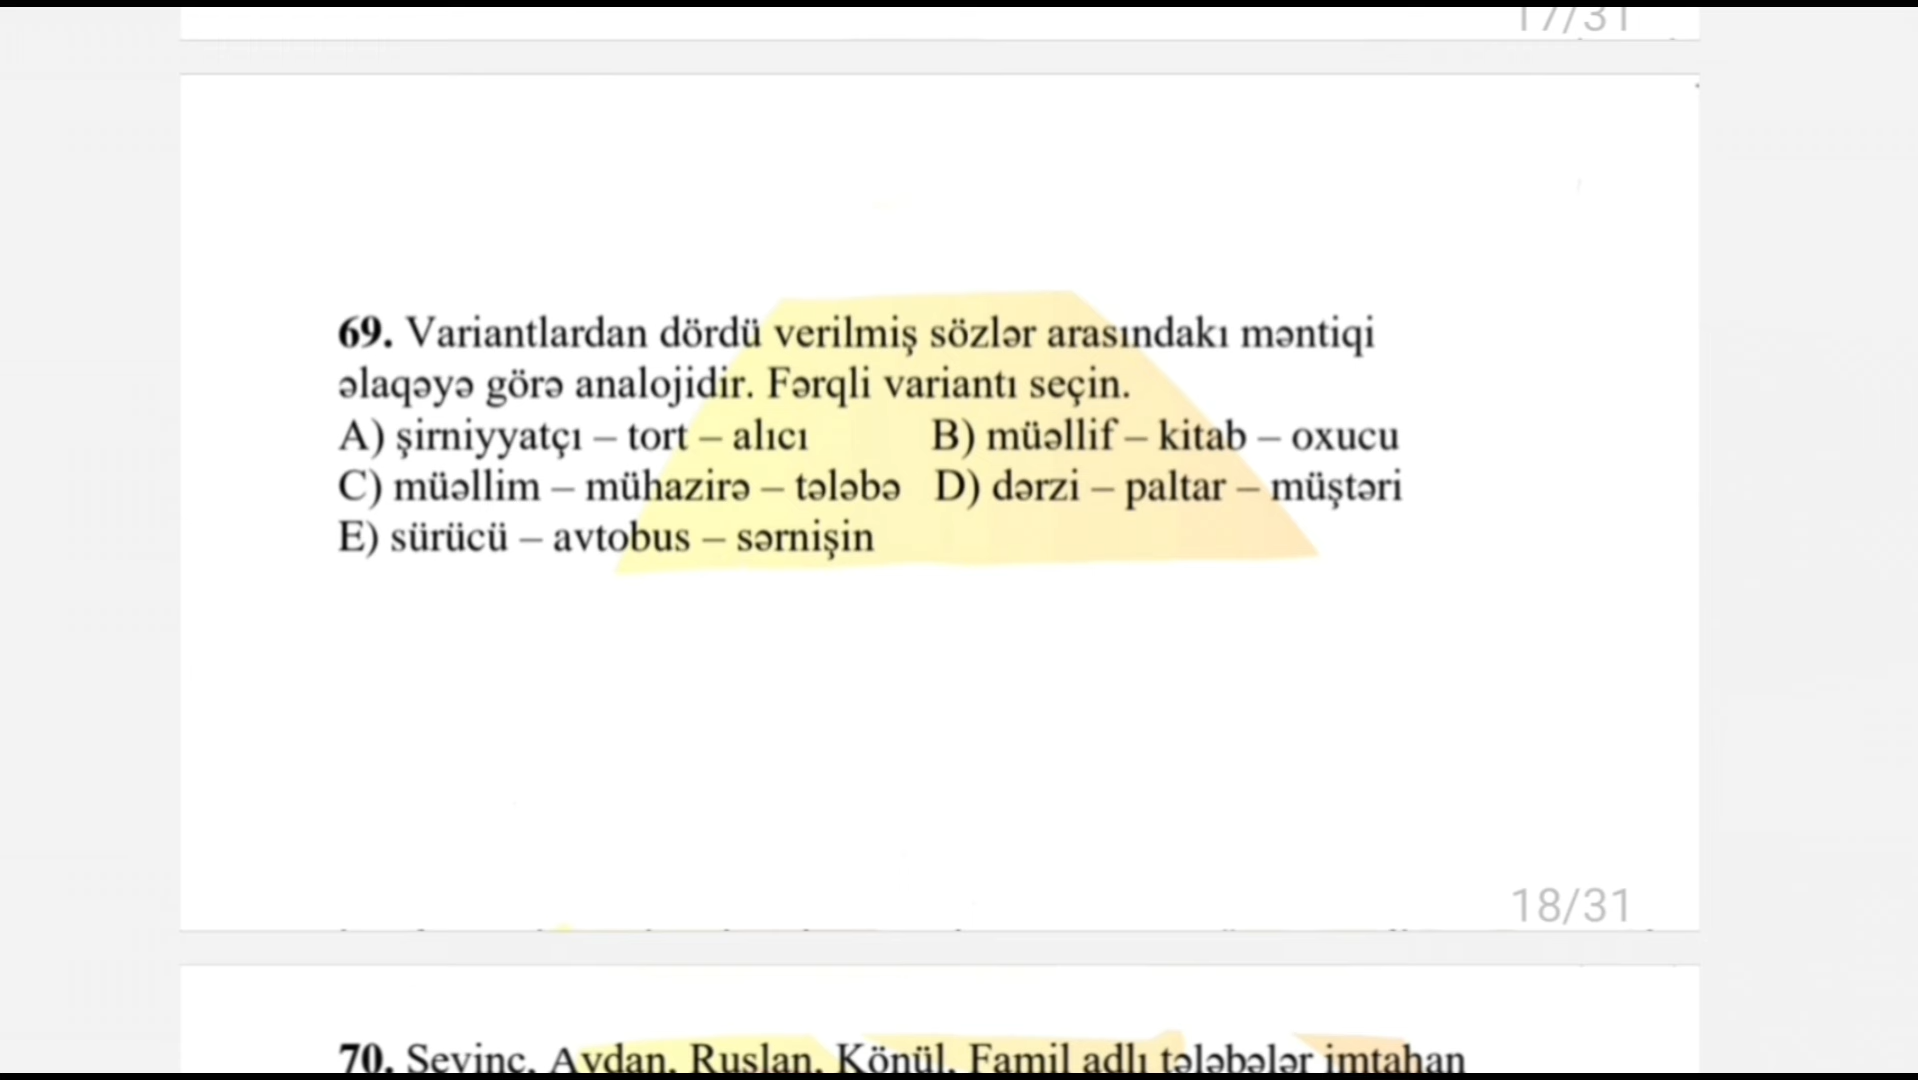 17/31
69. Variantlardan dördü verilmiş sözlər arasındakı məntiqi
əlaqəyə görə analojidir. Fərqli variantı seçin.
A) şirniyyatçı – tort – alıcı B) müəllif – kitab – oxucu
C) müəllim – mühazirə – tələbə D) dərzi – paltar – müştəri
E) sürücü – avtobus – sərnişin
18/31
70. Sevinc, Aydan, Ruslan, Könül, Famil adlı tələbələr imtahan